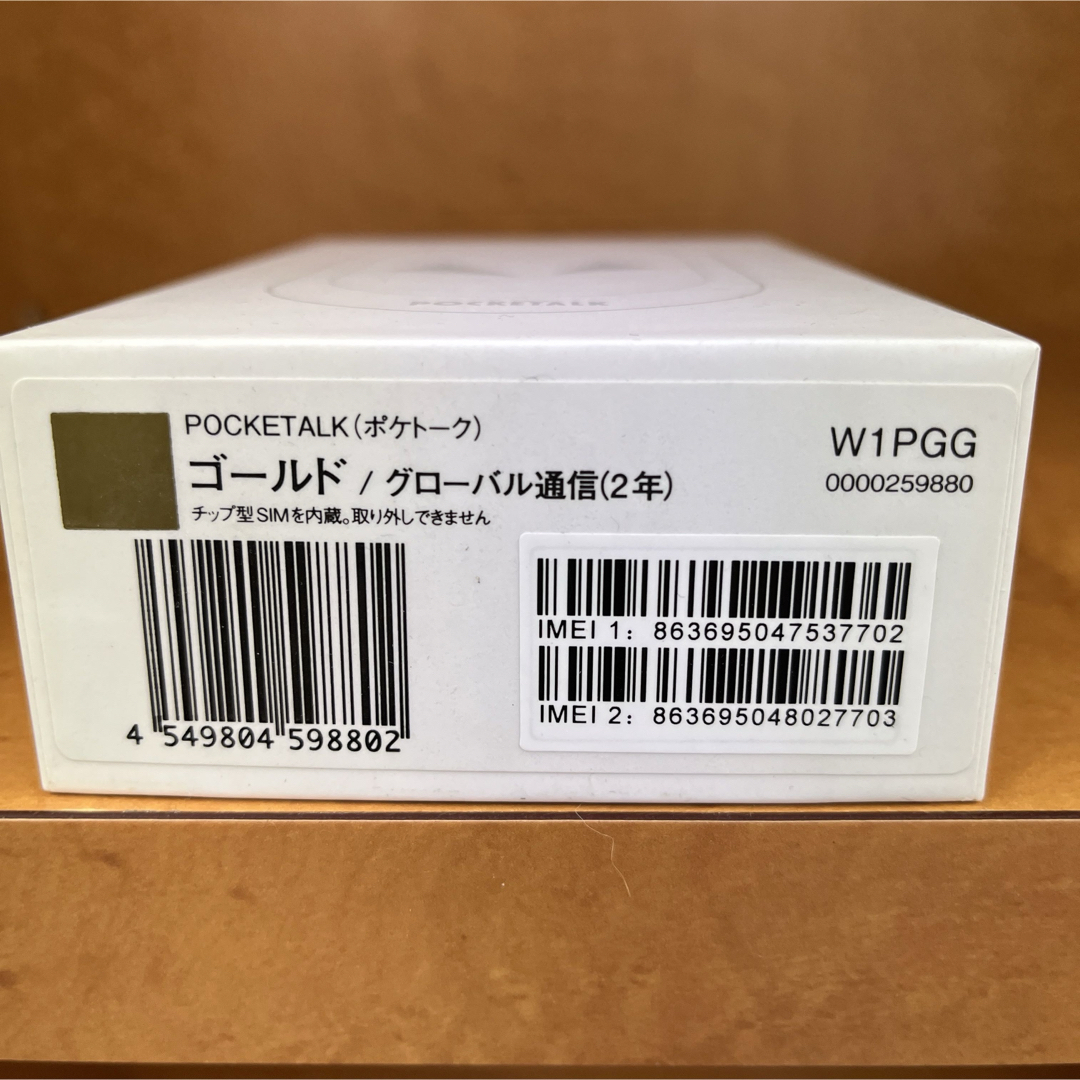 POCKETALK
POCKETALK(ポケトーク)
ゴールド / グローバル通信(2年)
チップ型SIMを内蔵。取り外しできません
W1PGG
0000259880
4 549804 598802
IMEI 1: 863695047537702
IMEI 2: 863695048027703